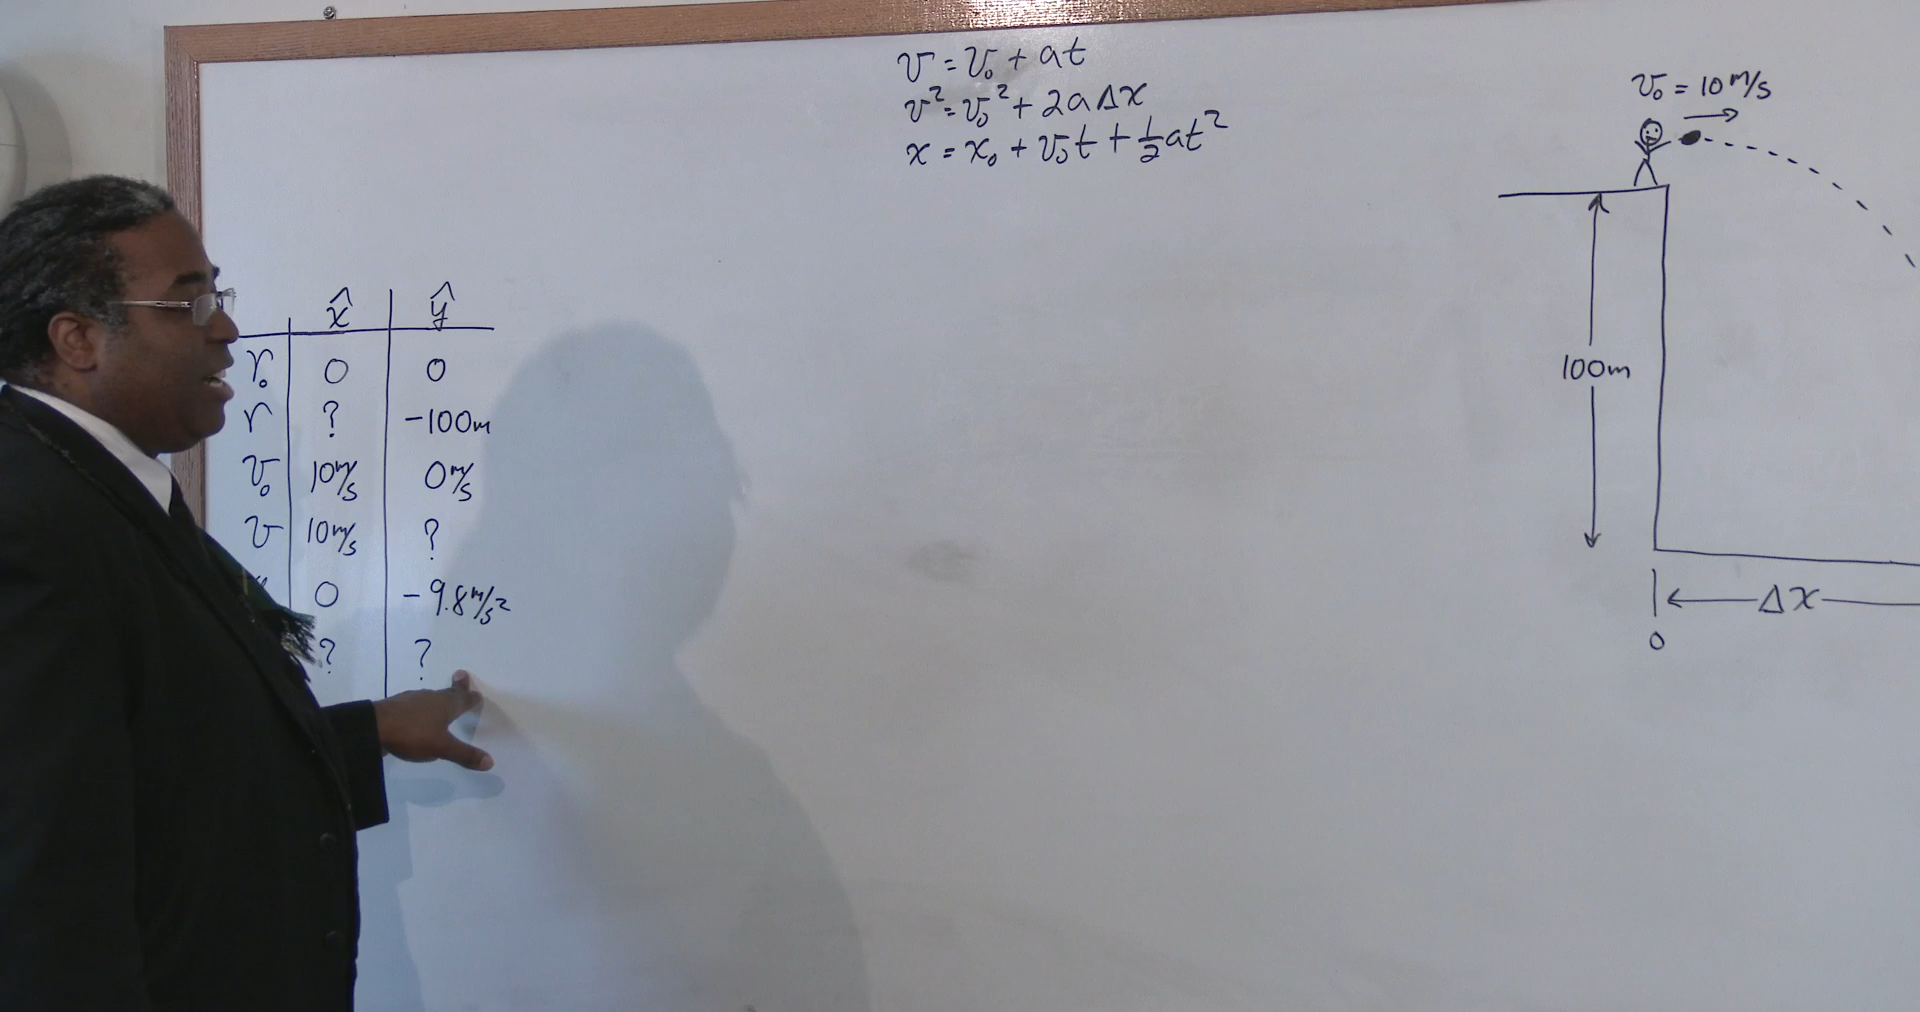 v = v₀ + at
v² = v₀² + 2aΔx
x = x₀ + v₀t + ½at²
v₀ = 10 m/s
100m
Δx
0
x̂ ŷ
r₀ 0 0
r ? -100m
v₀ 10 m/s 0 m/s
v 10 m/s ?
0 -9.8 m/s²
? ?